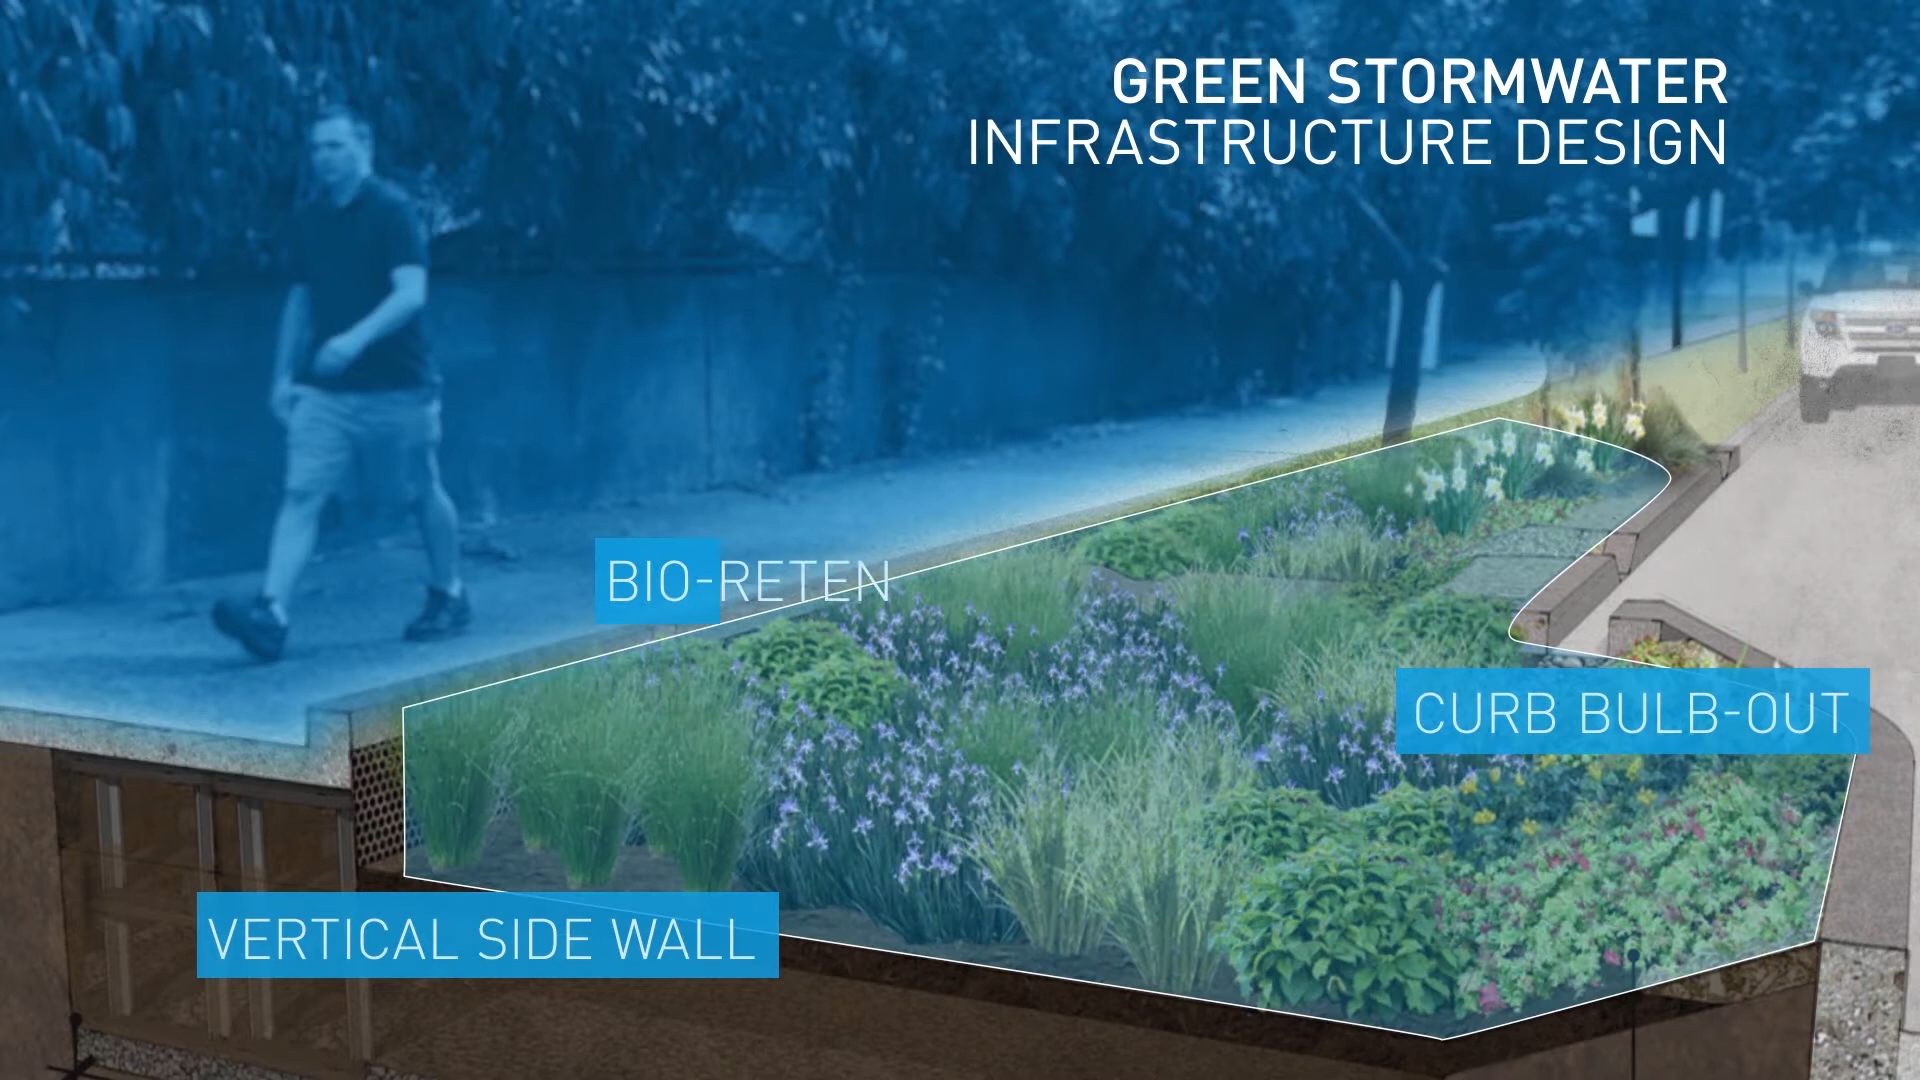 GREEN STORMWATER
INFRASTRUCTURE DESIGN
BIO-RETEN
CURB BULB-OUT
VERTICAL SIDE WALL